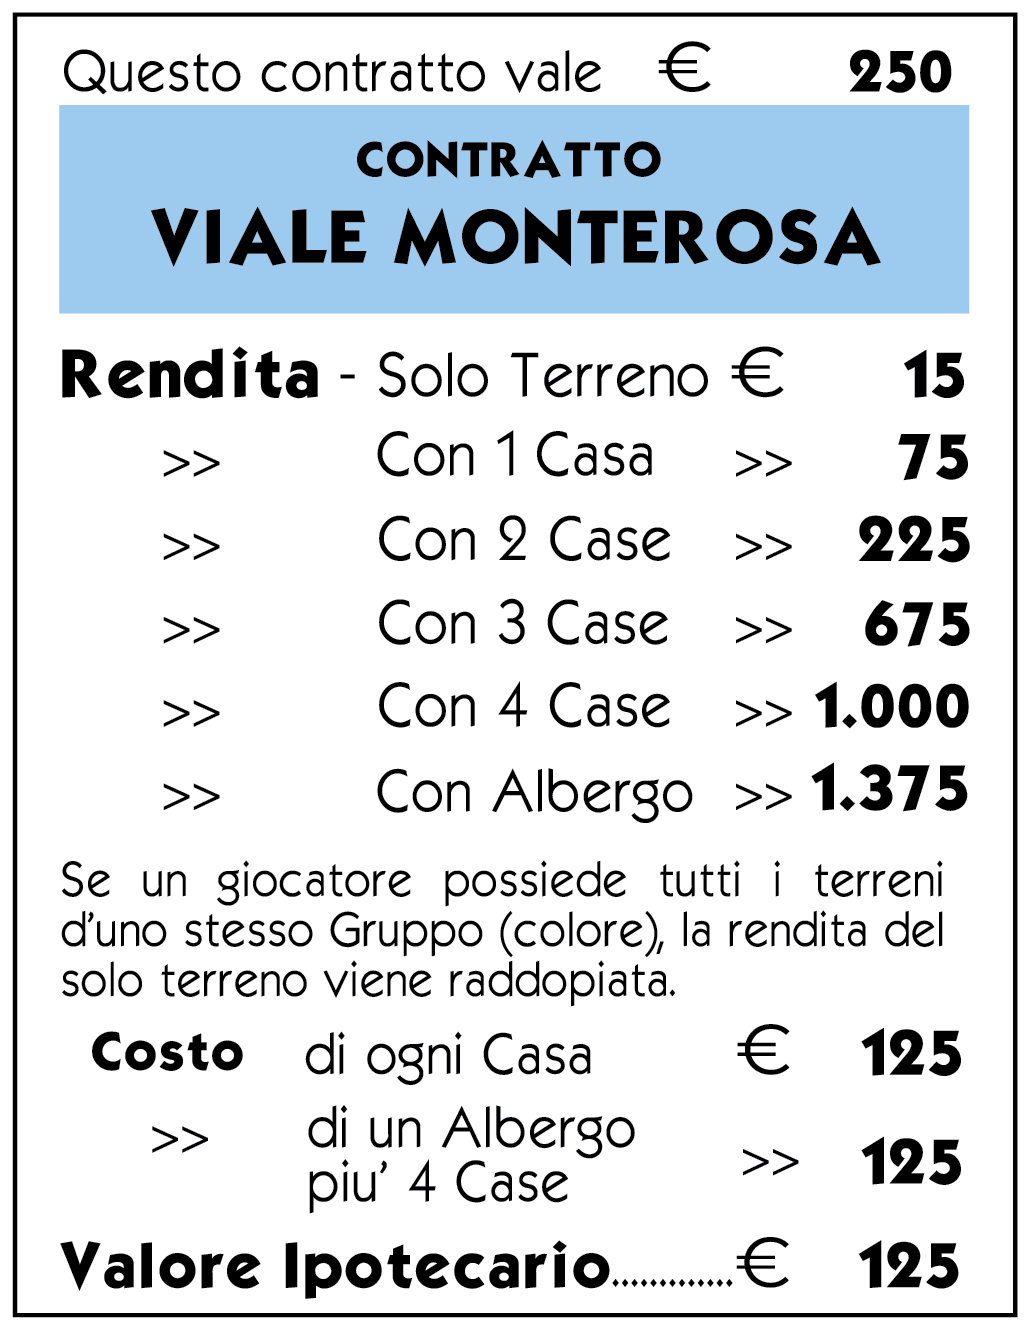 Questo contratto vale € 250
CONTRATTO
VIALE MONTEROSA
Rendita - Solo Terreno € 15
>> Con 1 Casa >> 75
>> Con 2 Case >> 225
>> Con 3 Case >> 675
>> Con 4 Case >> 1.000
>> Con Albergo >> 1.375
Se un giocatore possiede tutti i terreni
d'uno stesso Gruppo (colore), la rendita del
solo terreno viene raddopiata.
Costo di ogni Casa € 125
>> di un Albergo
piu' 4 Case >> 125
Valore Ipotecario.............€ 125